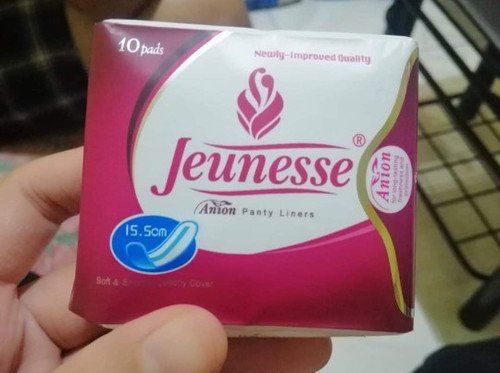 10 pads
Newly-Improved Quality
Jeunesse®
Anion Panty Liners
15.5cm
Soft & Cover
Anion